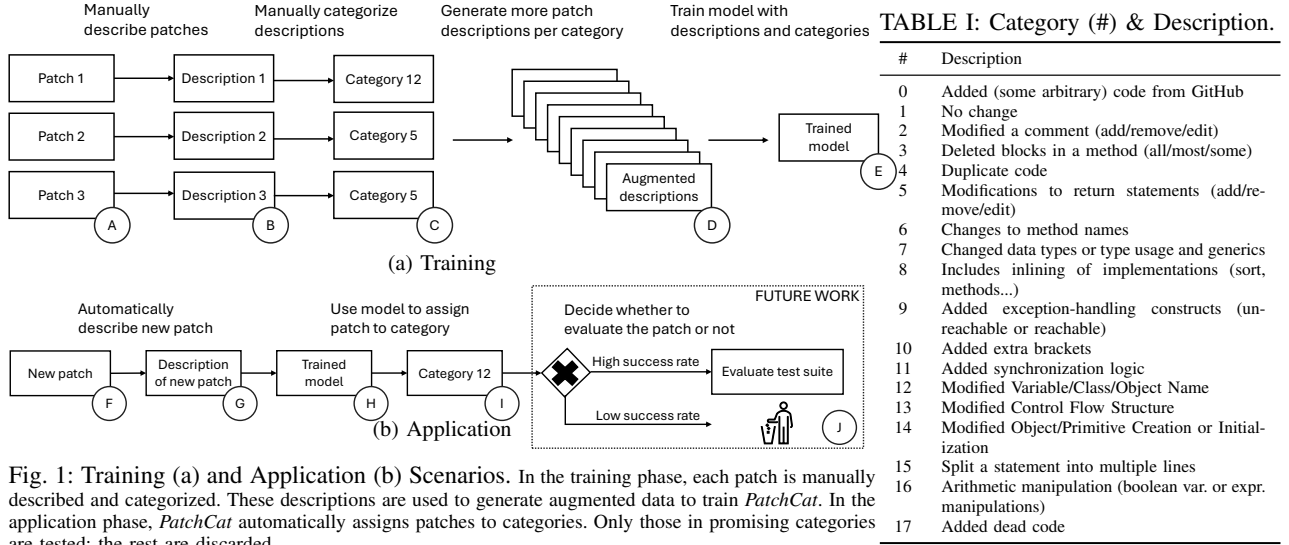 Manually
describe patches
Manually categorize
descriptions
Generate more patch
descriptions per category
Train model with
descriptions and categories
Patch 1
Description 1
Category 12
Patch 2
Description 2
Category 5
Patch 3
Description 3
Category 5
A
B
C
Augmented
descriptions
D
Trained
model
E
(a) Training
Automatically
describe new patch
Use model to assign
patch to category
FUTURE WORK
Decide whether to
evaluate the patch or not
New patch
Description
of new patch
Trained
model
Category 12
High success rate
Evaluate test suite
Low success rate
F
G
H
I
J
(b) Application
Fig. 1: Training (a) and Application (b) Scenarios. In the training phase, each patch is manually
described and categorized. These descriptions are used to generate augmented data to train PatchCat. In the
application phase, PatchCat automatically assigns patches to categories. Only those in promising categories
are tested; the rest are discarded.
TABLE I: Category (#) & Description.
# Description
0 Added (some arbitrary) code from GitHub
1 No change
2 Modified a comment (add/remove/edit)
3 Deleted blocks in a method (all/most/some)
4 Duplicate code
5 Modifications to return statements (add/re-
move/edit)
6 Changes to method names
7 Changed data types or type usage and generics
8 Includes inlining of implementations (sort,
methods...)
9 Added exception-handling constructs (un-
reachable or reachable)
10 Added extra brackets
11 Added synchronization logic
12 Modified Variable/Class/Object Name
13 Modified Control Flow Structure
14 Modified Object/Primitive Creation or Initial-
ization
15 Split a statement into multiple lines
16 Arithmetic manipulation (boolean var. or expr.
manipulations)
17 Added dead code